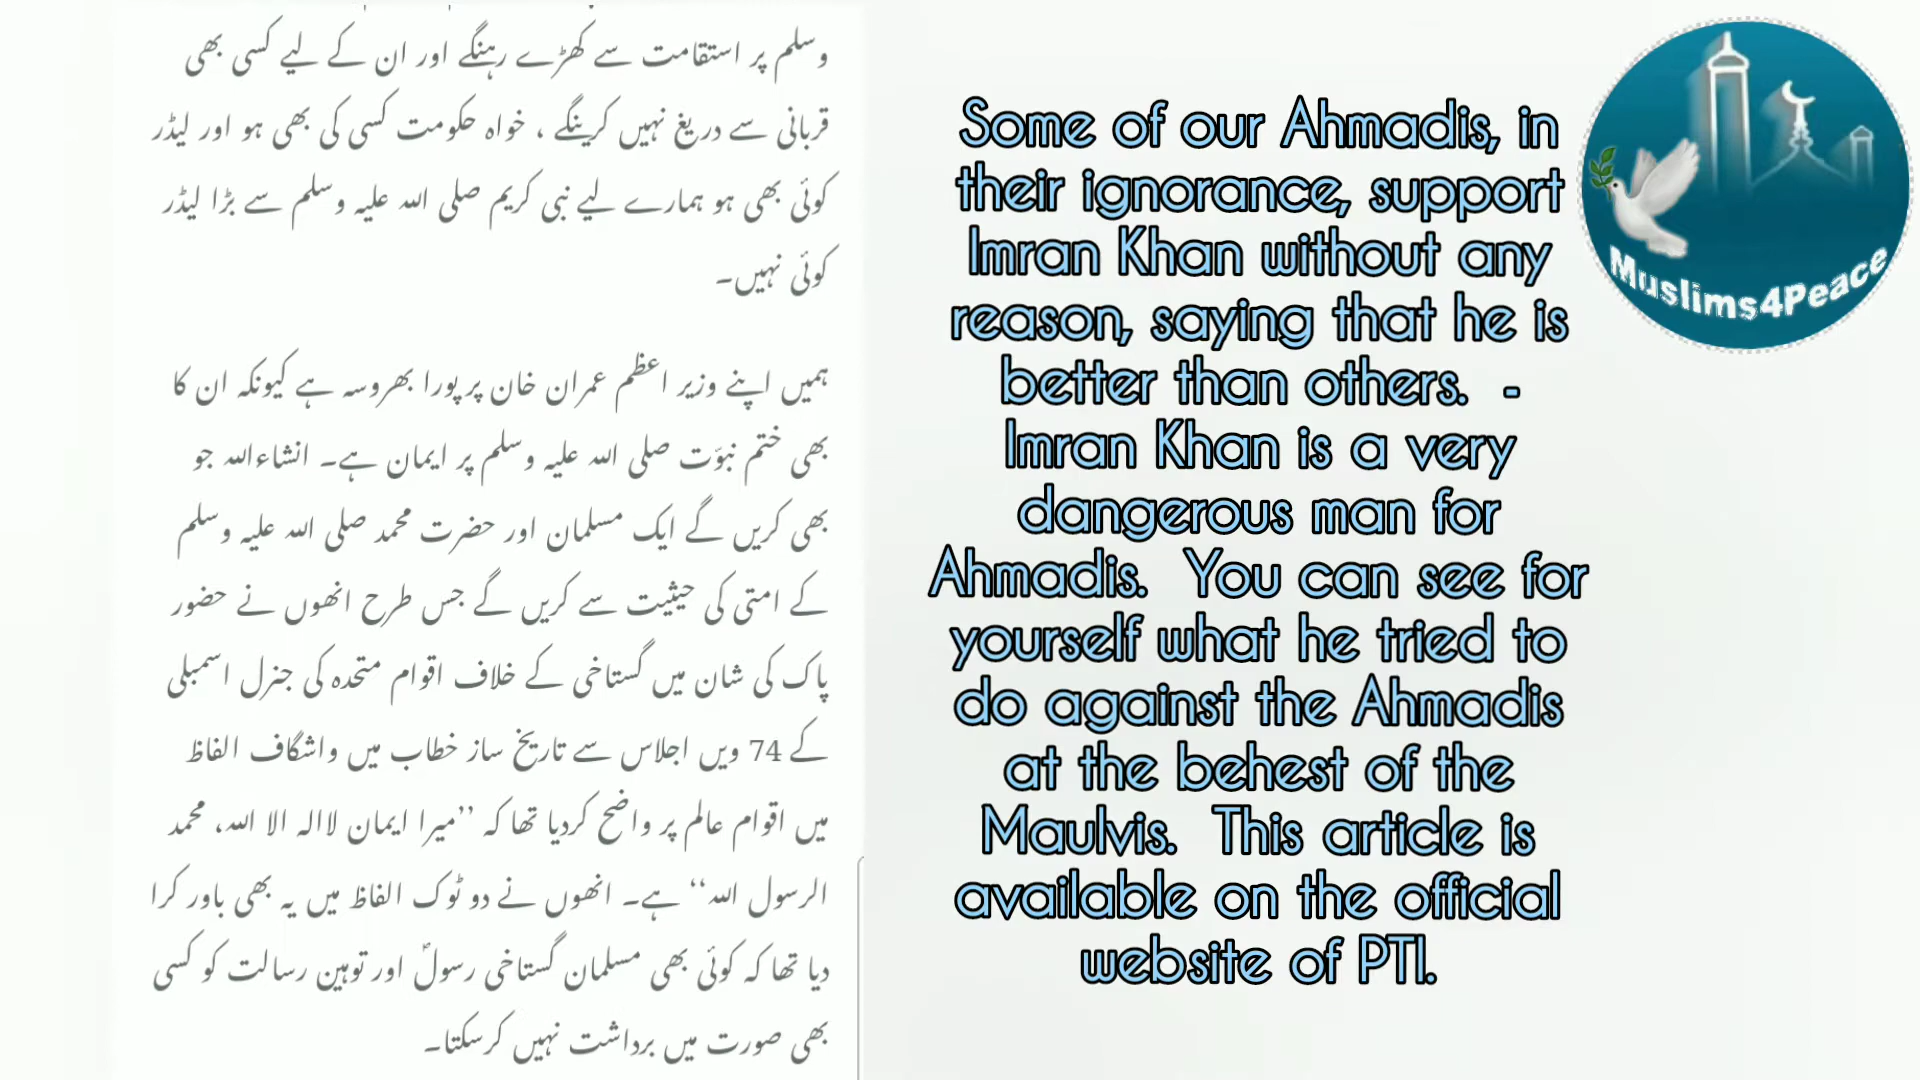 وسلم پر استقامت سے کھڑے رہنگے اور ان کے لیے کسی بھی
قربانی سے دریغ نہیں کرینگے ، خواہ حکومت کسی کی بھی ہو اور لیڈر
کوئی بھی ہو ہمارے لیے نبی کریم صلی اللہ علیہ وسلم سے بڑا لیڈر
کوئی نہیں۔
ہمیں اپنے وزیر اعظم عمران خان پر پورا بھروسہ ہے کیونکہ ان کا
بھی ختم نبوّت صلی اللہ علیہ وسلم پر ایمان ہے۔ انشاءاللہ جو
بھی کریں گے ایک مسلمان اور حضرت محمد صلی اللہ علیہ وسلم
کے امتی کی حیثیت سے کریں گے جس طرح انھوں نے حضور
پاک کی شان میں گستاخی کے خلاف اقوام متحدہ کی جنرل اسمبلی
کے 74 ویں اجلاس سے تاریخ ساز خطاب میں واشگاف الفاظ
میں اقوام عالم پر واضح کردیا تھا کہ ’’میرا ایمان لاالہ الا اللہ، محمد
الرسول اللہ‘‘ ہے۔ انھوں نے دو ٹوک الفاظ میں یہ بھی باور کرا
دیا تھا کہ کوئی بھی مسلمان گستاخی رسولؐ اور توہین رسالت کو کسی
بھی صورت میں برداشت نہیں کرسکتا۔
Some of our Ahmadis, in
their ignorance, support
Imran Khan without any
reason, saying that he is
better than others. -
Imran Khan is a very
dangerous man for
Ahmadis. You can see for
yourself what he tried to
do against the Ahmadis
at the behest of the
Maulvis. This article is
available on the official
website of PTI.
Muslims4Peace